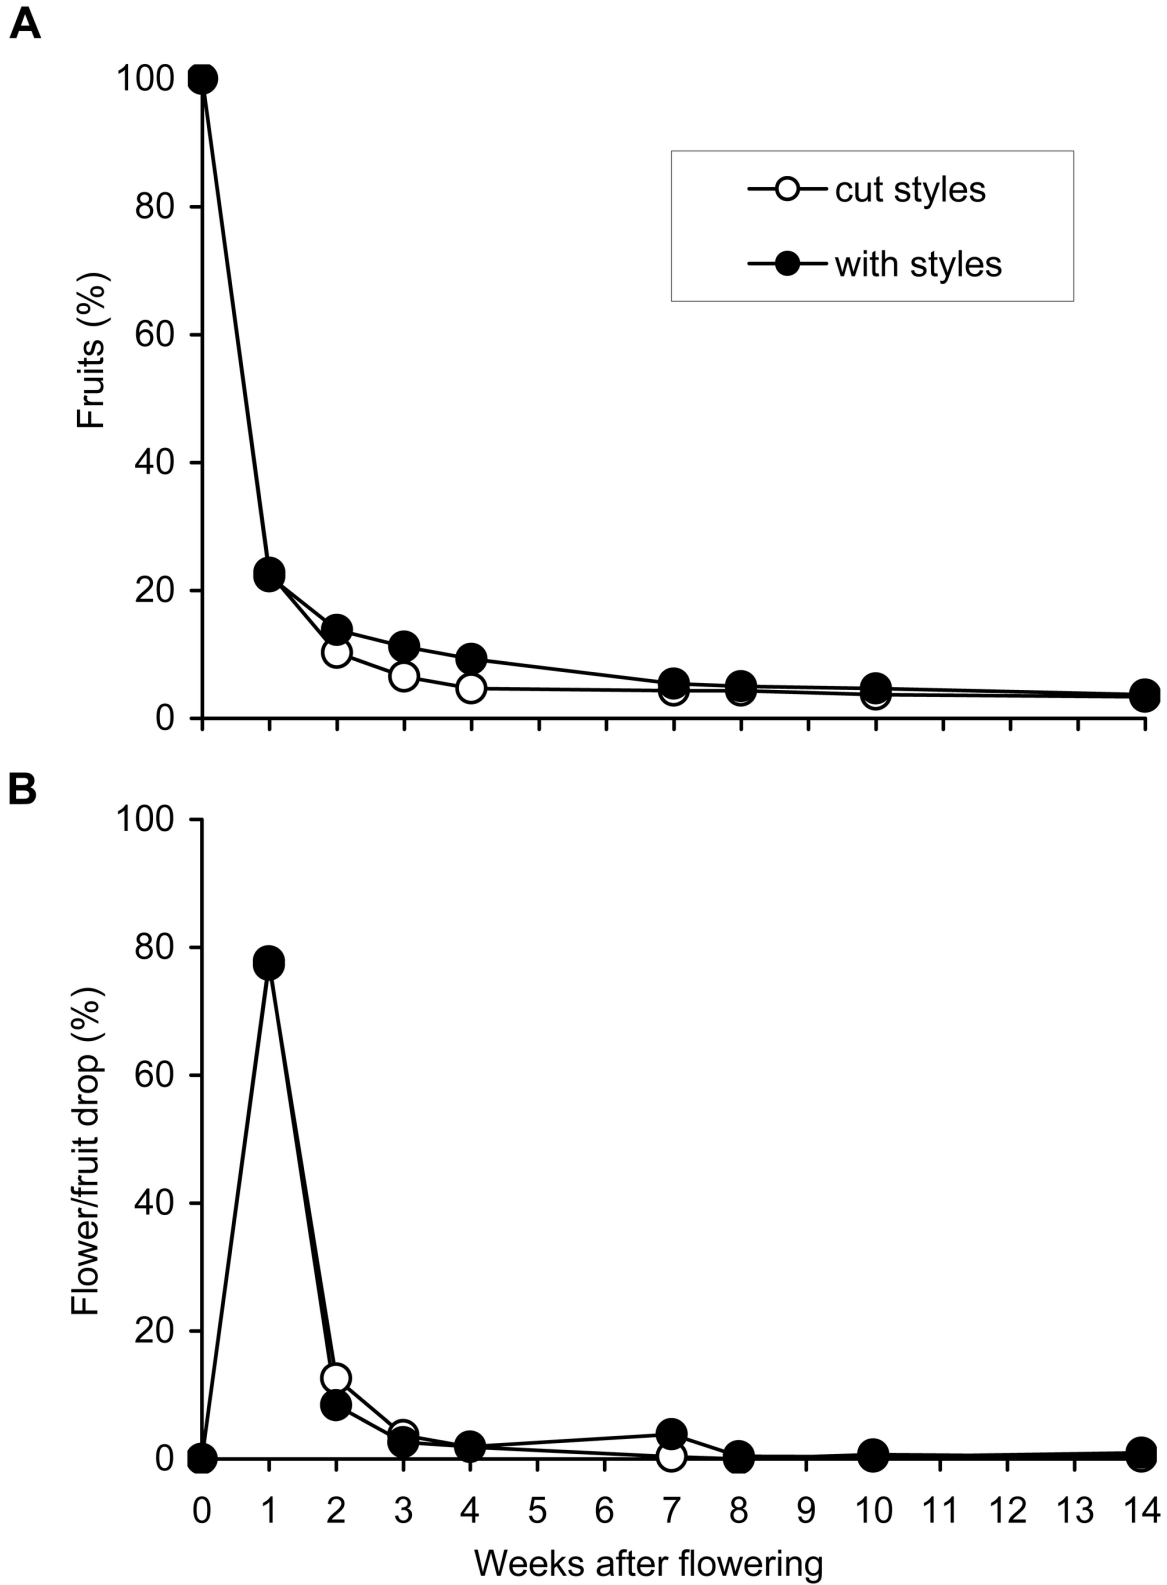 A
100
80
60
40
20
0
Fruits (%)
cut styles
with styles
B
100
80
60
40
20
0
Flower/fruit drop (%)
0 1 2 3 4 5 6 7 8 9 10 11 12 13 14
Weeks after flowering